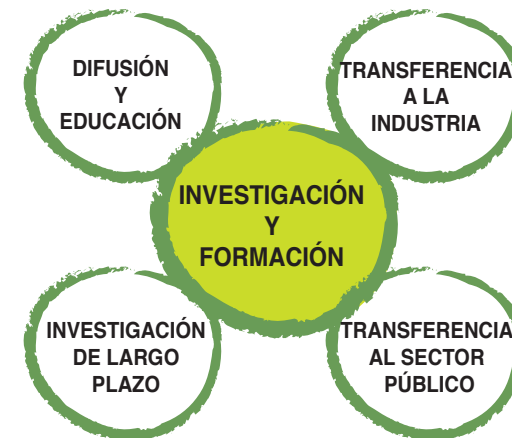 DIFUSIÓN
Y
EDUCACIÓN
TRANSFERENCIA
A LA
INDUSTRIA
INVESTIGACIÓN
Y
FORMACIÓN
INVESTIGACIÓN
DE LARGO
PLAZO
TRANSFERENCIA
AL SECTOR
PÚBLICO